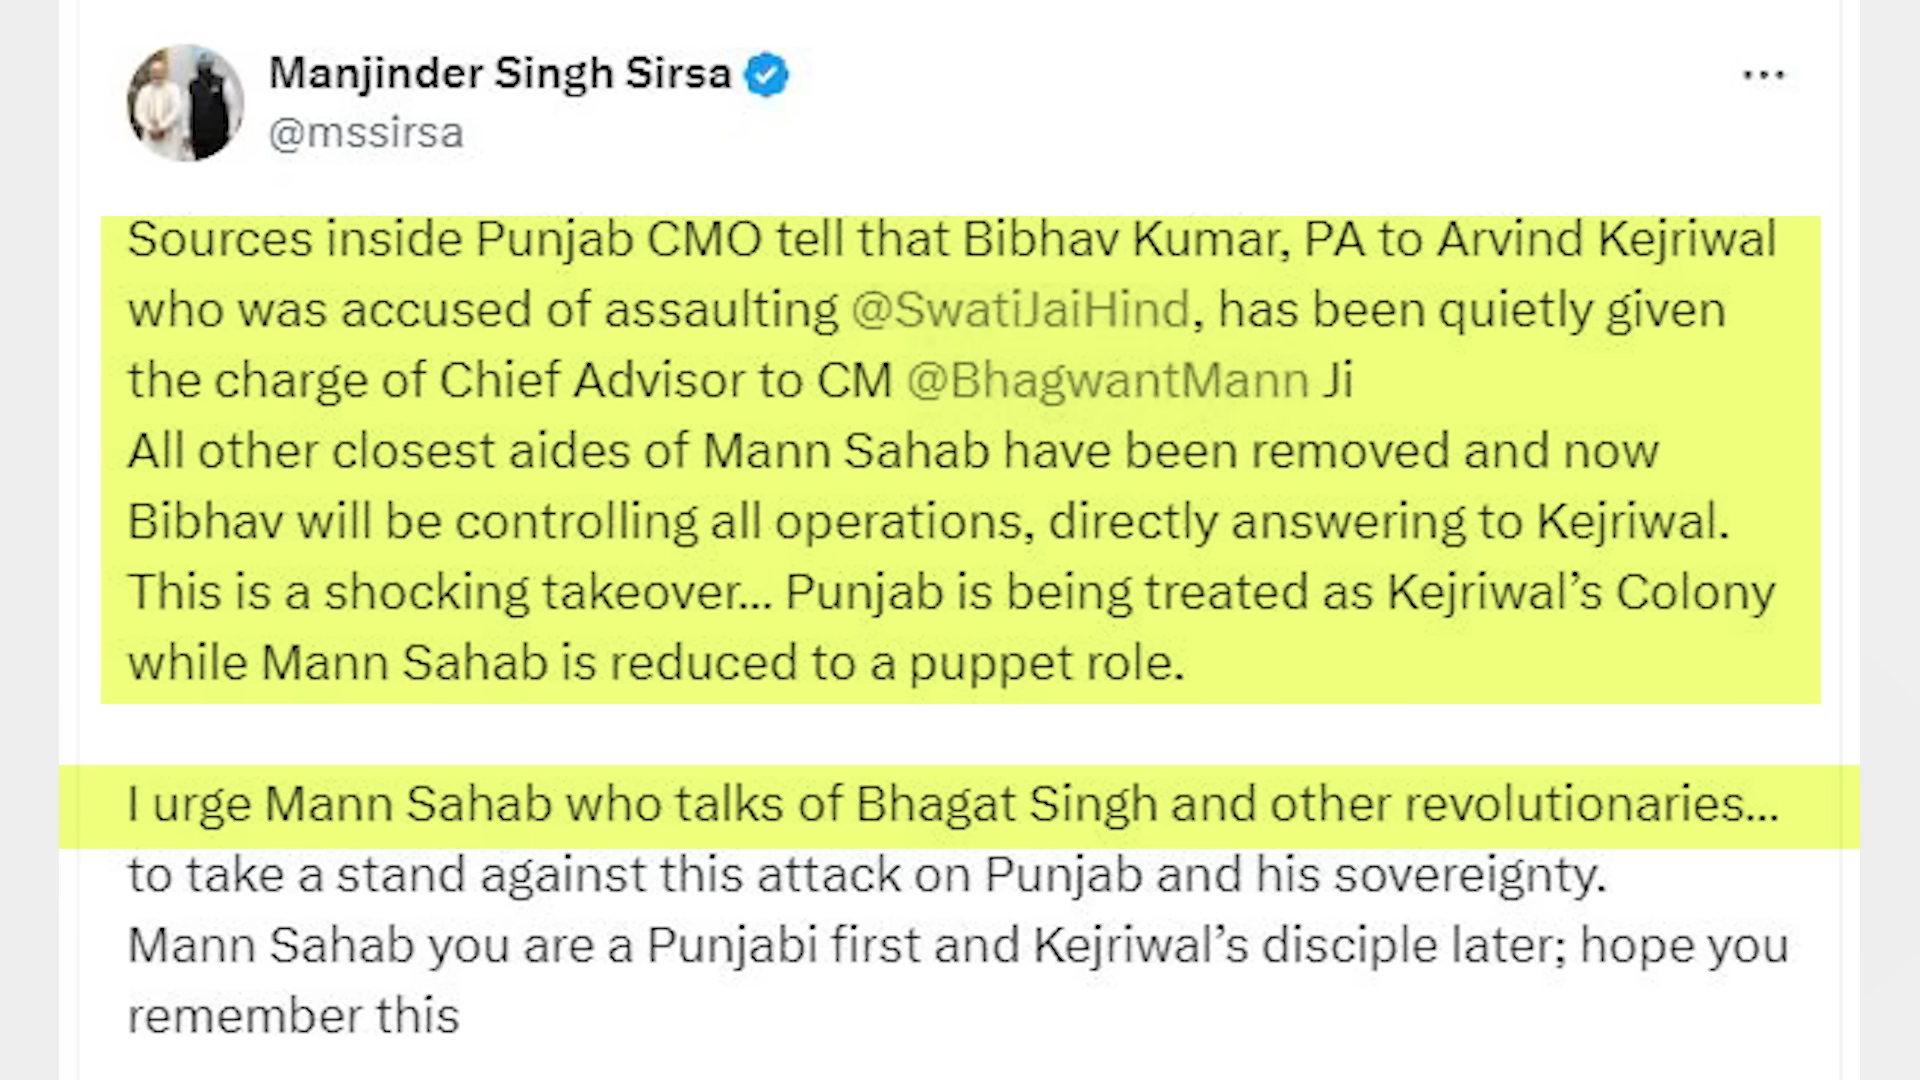 Manjinder Singh Sirsa
@mssirsa
Sources inside Punjab CMO tell that Bibhav Kumar, PA to Arvind Kejriwal
who was accused of assaulting @SwatiJaiHind, has been quietly given
the charge of Chief Advisor to CM @BhagwantMann Ji
All other closest aides of Mann Sahab have been removed and now
Bibhav will be controlling all operations, directly answering to Kejriwal.
This is a shocking takeover... Punjab is being treated as Kejriwal’s Colony
while Mann Sahab is reduced to a puppet role.
I urge Mann Sahab who talks of Bhagat Singh and other revolutionaries...
to take a stand against this attack on Punjab and his sovereignty.
Mann Sahab you are a Punjabi first and Kejriwal’s disciple later; hope you
remember this